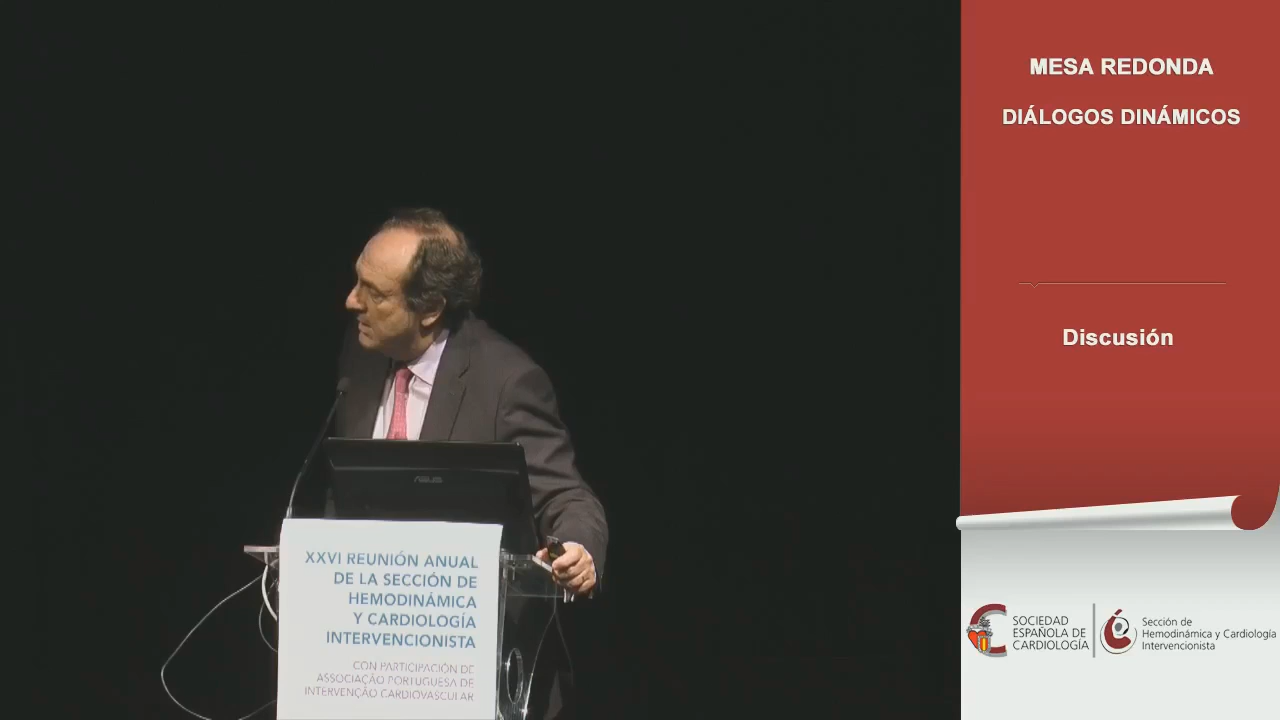 MESA REDONDA
DIÁLOGOS DINÁMICOS
Discusión
ASUS
XXVI REUNIÓN ANUAL
DE LA SECCIÓN DE
HEMODINÁMICA
Y CARDIOLOGÍA
INTERVENCIONISTA
CON PARTICIPACIÓN DE
ASSOCIAÇÃO PORTUGUESA DE
INTERVENÇÃO CARDIOVASCULAR
SOCIEDAD
ESPAÑOLA DE
CARDIOLOGÍA
Sección de
Hemodinámica y Cardiología
Intervencionista